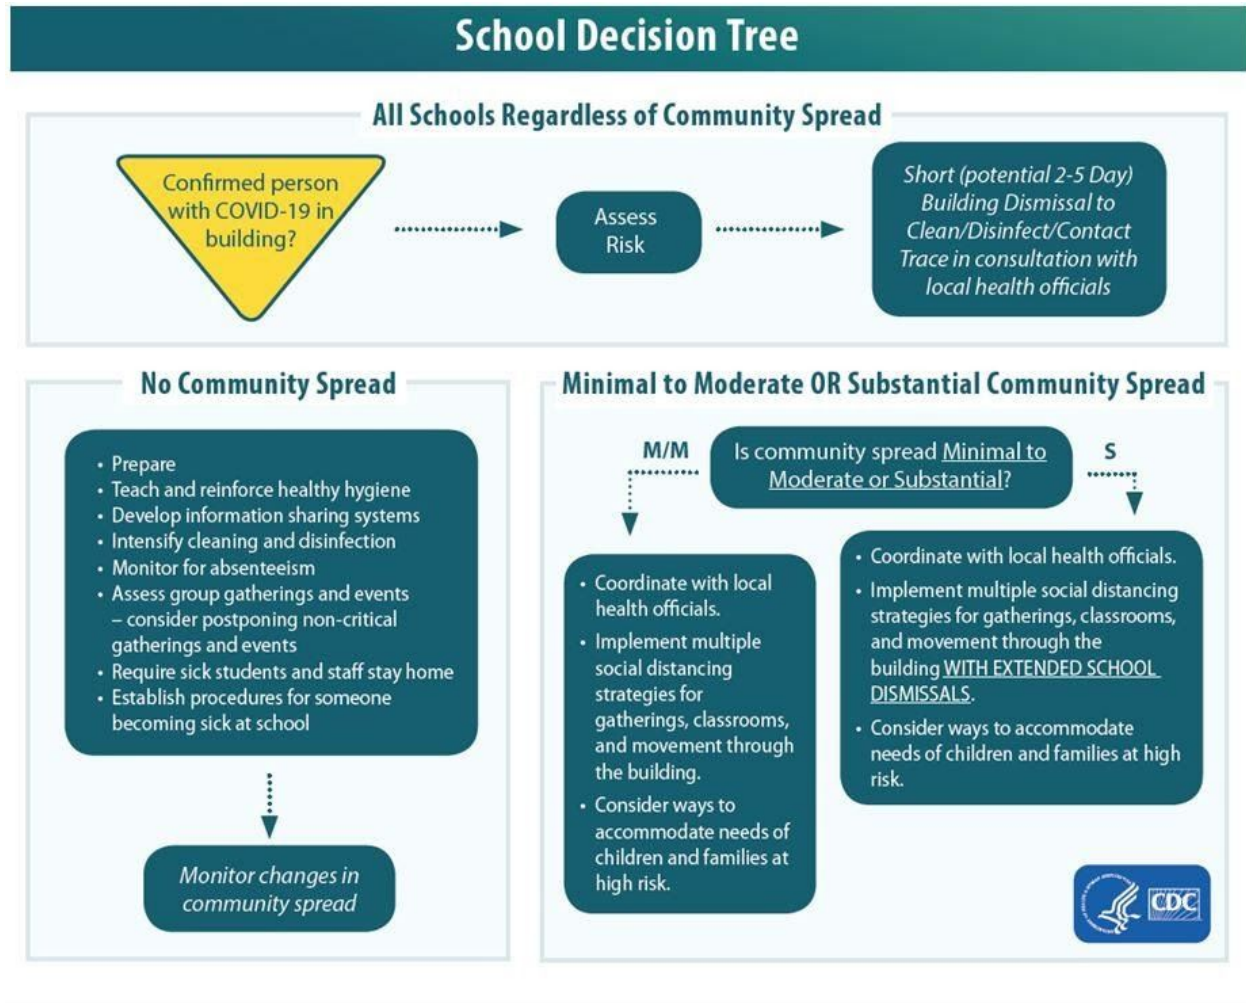 School Decision Tree
All Schools Regardless of Community Spread
Confirmed person
with COVID-19 in
building?
Assess
Risk
Short (potential 2-5 Day)
Building Dismissal to
Clean/Disinfect/Contact
Trace in consultation with
local health officials
No Community Spread
• Prepare
• Teach and reinforce healthy hygiene
• Develop information sharing systems
• Intensify cleaning and disinfection
• Monitor for absenteeism
• Assess group gatherings and events
– consider postponing non-critical
gatherings and events
• Require sick students and staff stay home
• Establish procedures for someone
becoming sick at school
Monitor changes in
community spread
Minimal to Moderate OR Substantial Community Spread
M/M
Is community spread Minimal to
Moderate or Substantial?
S
• Coordinate with local
health officials.
• Implement multiple
social distancing
strategies for
gatherings, classrooms,
and movement through
the building.
• Consider ways to
accommodate needs of
children and families at
high risk.
• Coordinate with local health officials.
• Implement multiple social distancing
strategies for gatherings, classrooms,
and movement through the
building WITH EXTENDED SCHOOL
DISMISSALS.
• Consider ways to accommodate
needs of children and families at high
risk.
CDC